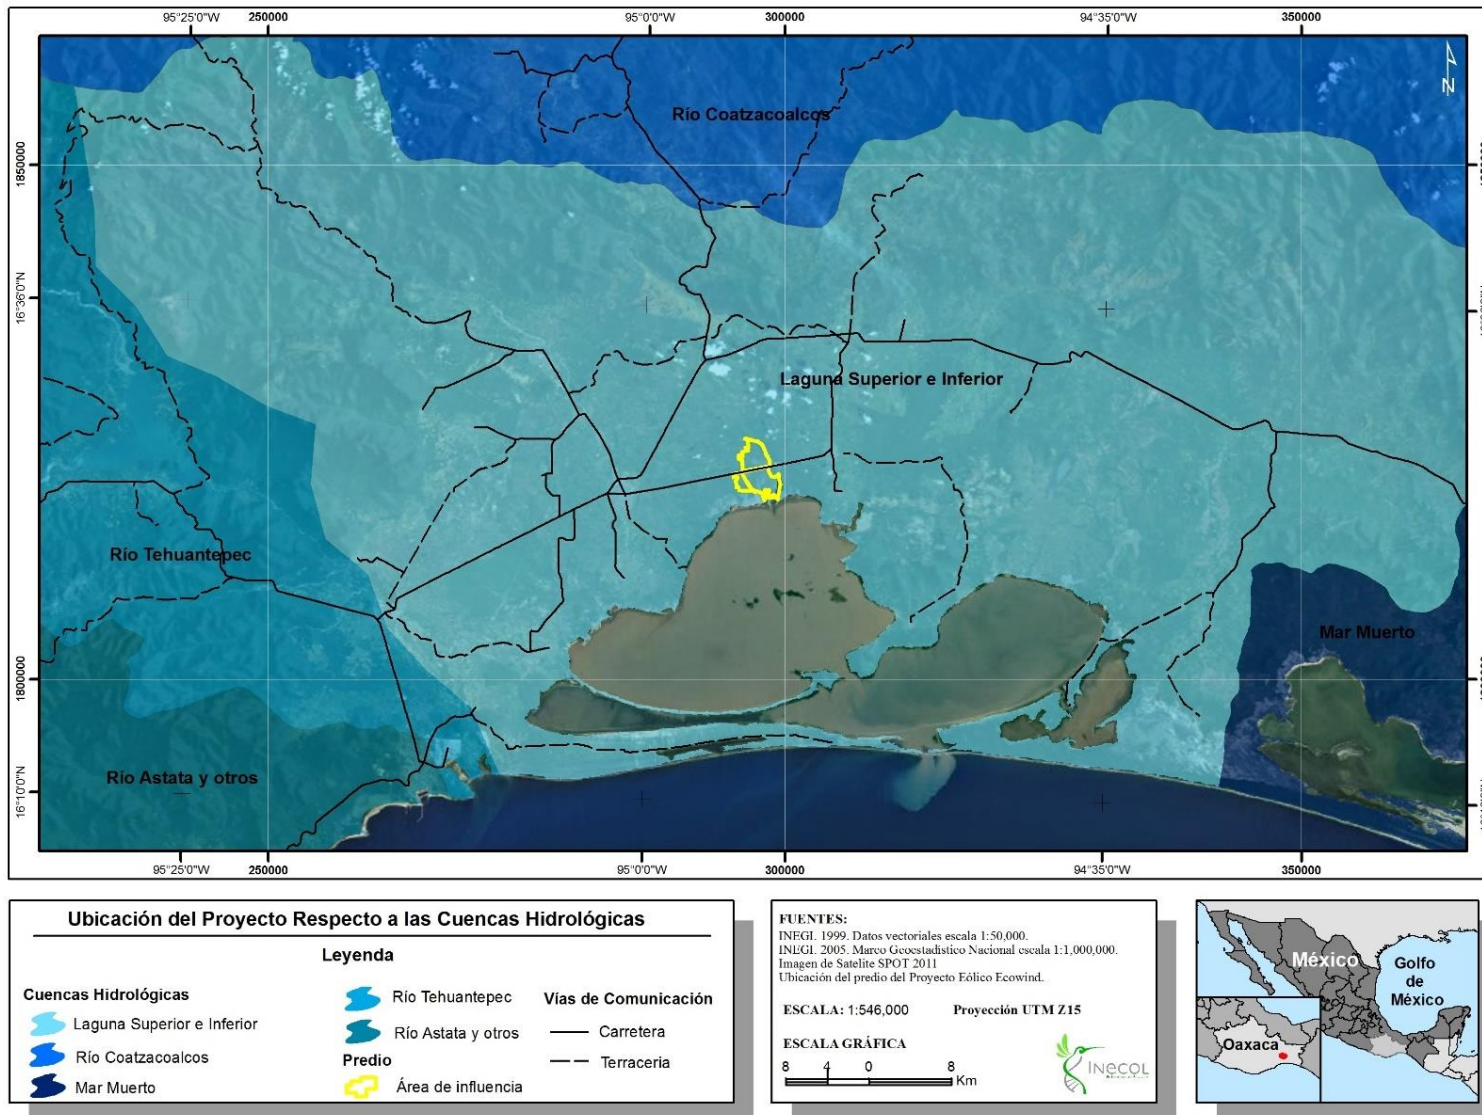 95°25'0"W 250000 95°0'0"W 300000 94°35'0"W 350000
Río Coatzacoalcos
N
1850000
16°36'0"N
Laguna Superior e Inferior
Río Tehuantepec
Mar Muerto
1800000
Río Astata y otros
16°10'0"N
95°25'0"W 250000 95°0'0"W 300000 94°35'0"W 350000
Ubicación del Proyecto Respecto a las Cuencas Hidrológicas
Leyenda
Cuencas Hidrológicas
Laguna Superior e Inferior
Río Coatzacoalcos
Mar Muerto
Río Tehuantepec
Río Astata y otros
Predio
Área de influencia
Vías de Comunicación
Carretera
Terraceria
FUENTES:
INEGI. 1999. Datos vectoriales escala 1:50,000.
INEGI. 2005. Marco Geoestadístico Nacional escala 1:1,000,000.
Imagen de Satelite SPOT 2011
Ubicación del predio del Proyecto Eólico Ecowind.
ESCALA: 1:546,000 Proyección UTM Z15
ESCALA GRÁFICA
8 4 0 8
Km
INECOL
México
Golfo
de
México
Oaxaca